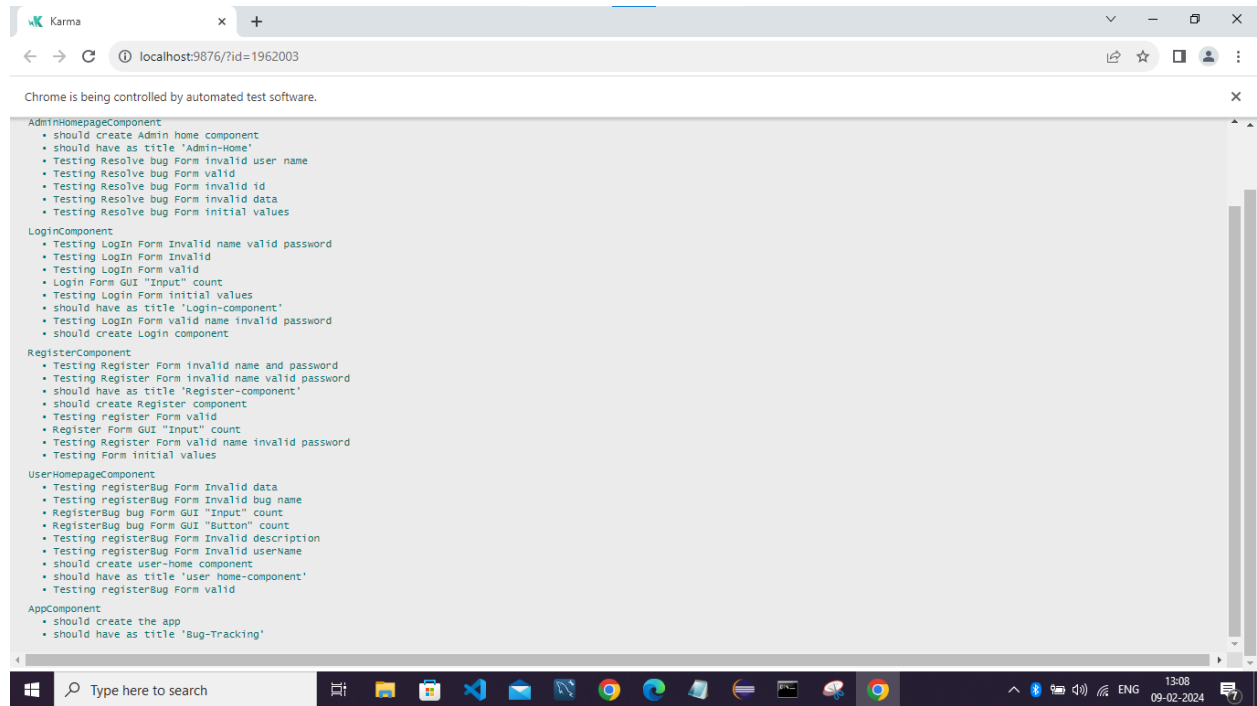 Karma
localhost:9876/?id=1962003
Chrome is being controlled by automated test software.
AdminHomepageComponent
• should create Admin home component
• should have as title 'Admin-Home'
• Testing Resolve bug Form invalid user name
• Testing Resolve bug Form valid
• Testing Resolve bug Form invalid id
• Testing Resolve bug Form invalid data
• Testing Resolve bug Form initial values
LoginComponent
• Testing LogIn Form Invalid name valid password
• Testing LogIn Form Invalid
• Testing LogIn Form valid
• Login Form GUI "Input" count
• Testing Login Form initial values
• should have as title 'Login-component'
• Testing LogIn Form valid name invalid password
• should create Login component
RegisterComponent
• Testing Register Form invalid name and password
• Testing Register Form invalid name valid password
• should have as title 'Register-component'
• should create Register component
• Testing register Form valid
• Register Form GUI "Input" count
• Testing Register Form valid name invalid password
• Testing Form initial values
UserHomepageComponent
• Testing registerBug Form Invalid data
• Testing registerBug Form Invalid bug name
• RegisterBug bug Form GUI "Input" count
• RegisterBug bug Form GUI "Button" count
• Testing registerBug Form Invalid description
• Testing registerBug Form Invalid userName
• should create user-home component
• should have as title 'user home-component'
• Testing registerBug Form valid
AppComponent
• should create the app
• should have as title 'Bug-Tracking'
Type here to search
ENG
13:08
09-02-2024
7